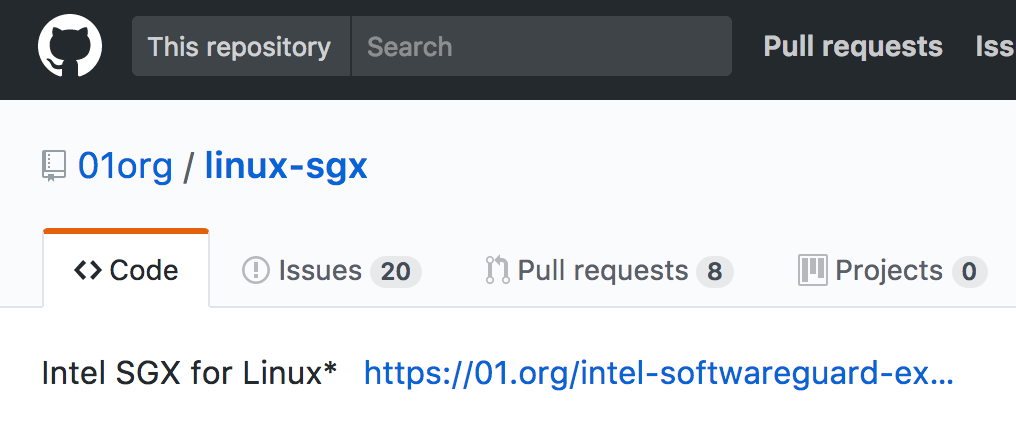 This repository Search Pull requests Iss
01org / linux-sgx
<> Code Issues 20 Pull requests 8 Projects 0
Intel SGX for Linux* https://01.org/intel-softwareguard-ex...